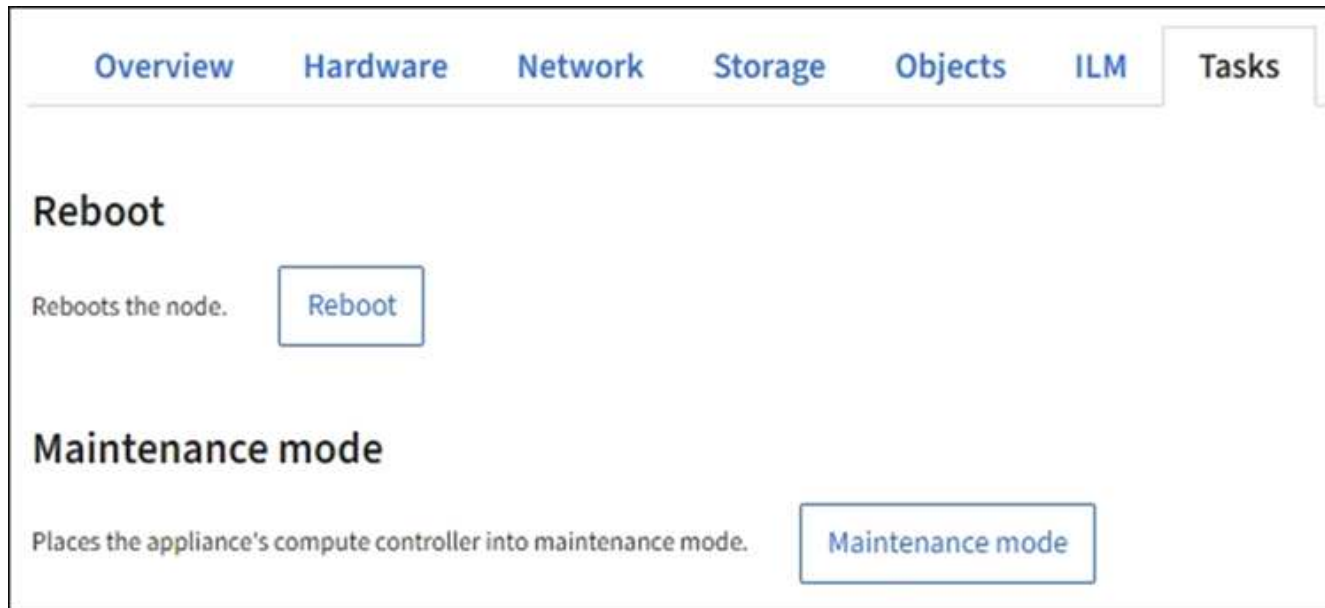 Overview Hardware Network Storage Objects ILM Tasks
Reboot
Reboots the node. Reboot
Maintenance mode
Places the appliance's compute controller into maintenance mode. Maintenance mode